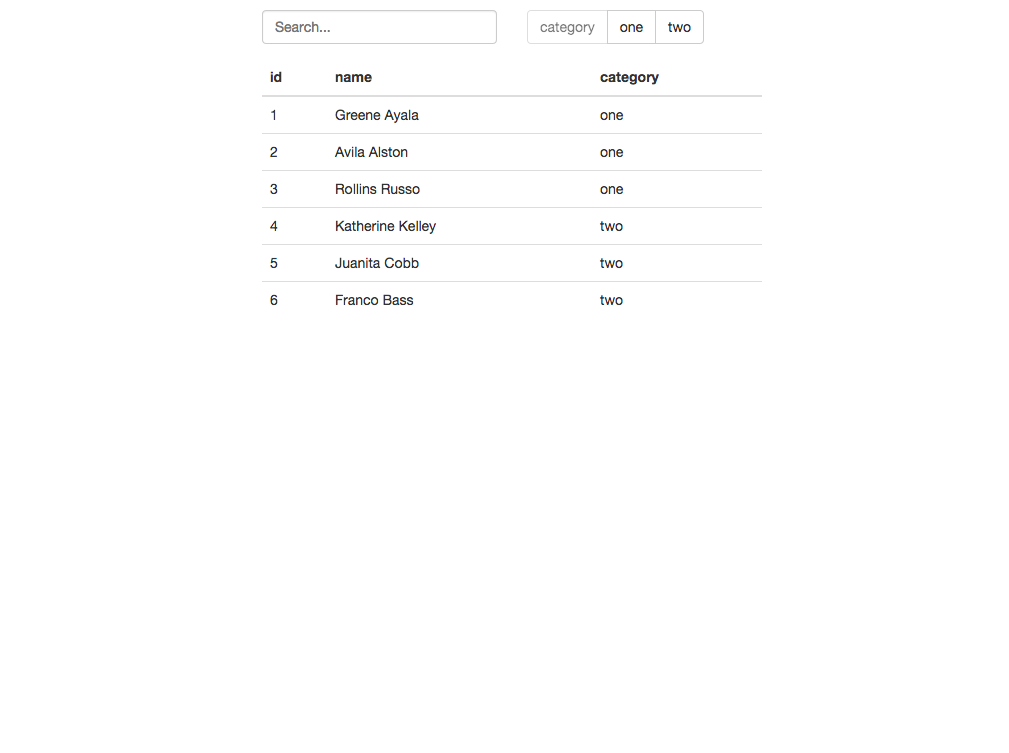 Search... category one two
id name category
1 Greene Ayala one
2 Avila Alston one
3 Rollins Russo one
4 Katherine Kelley two
5 Juanita Cobb two
6 Franco Bass two